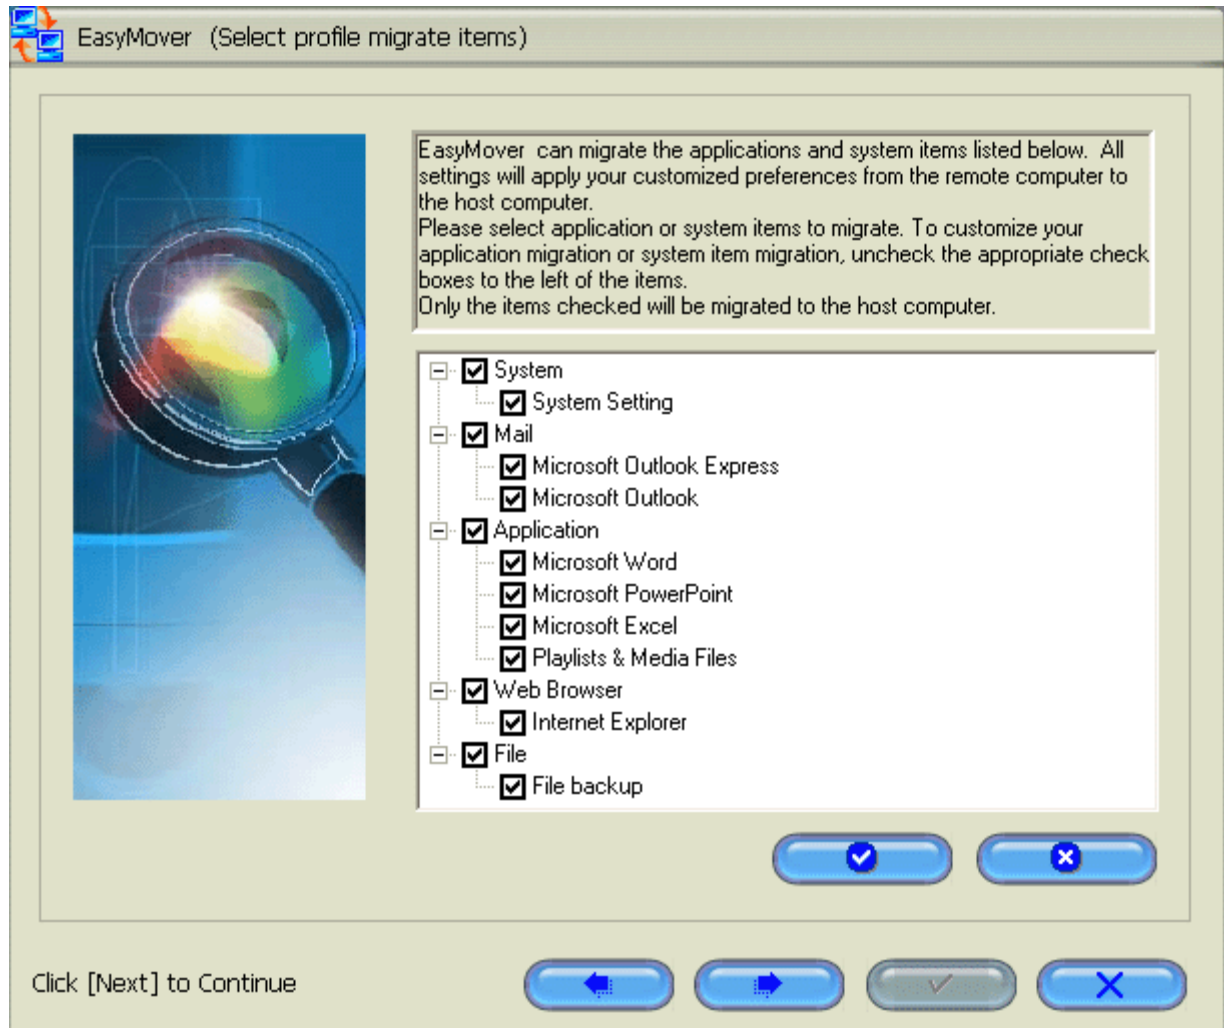 EasyMover (Select profile migrate items)
EasyMover can migrate the applications and system items listed below. All
settings will apply your customized preferences from the remote computer to
the host computer.
Please select application or system items to migrate. To customize your
application migration or system item migration, uncheck the appropriate check
boxes to the left of the items.
Only the items checked will be migrated to the host computer.
System
System Setting
Mail
Microsoft Outlook Express
Microsoft Outlook
Application
Microsoft Word
Microsoft PowerPoint
Microsoft Excel
Playlists & Media Files
Web Browser
Internet Explorer
File
File backup
Click [Next] to Continue